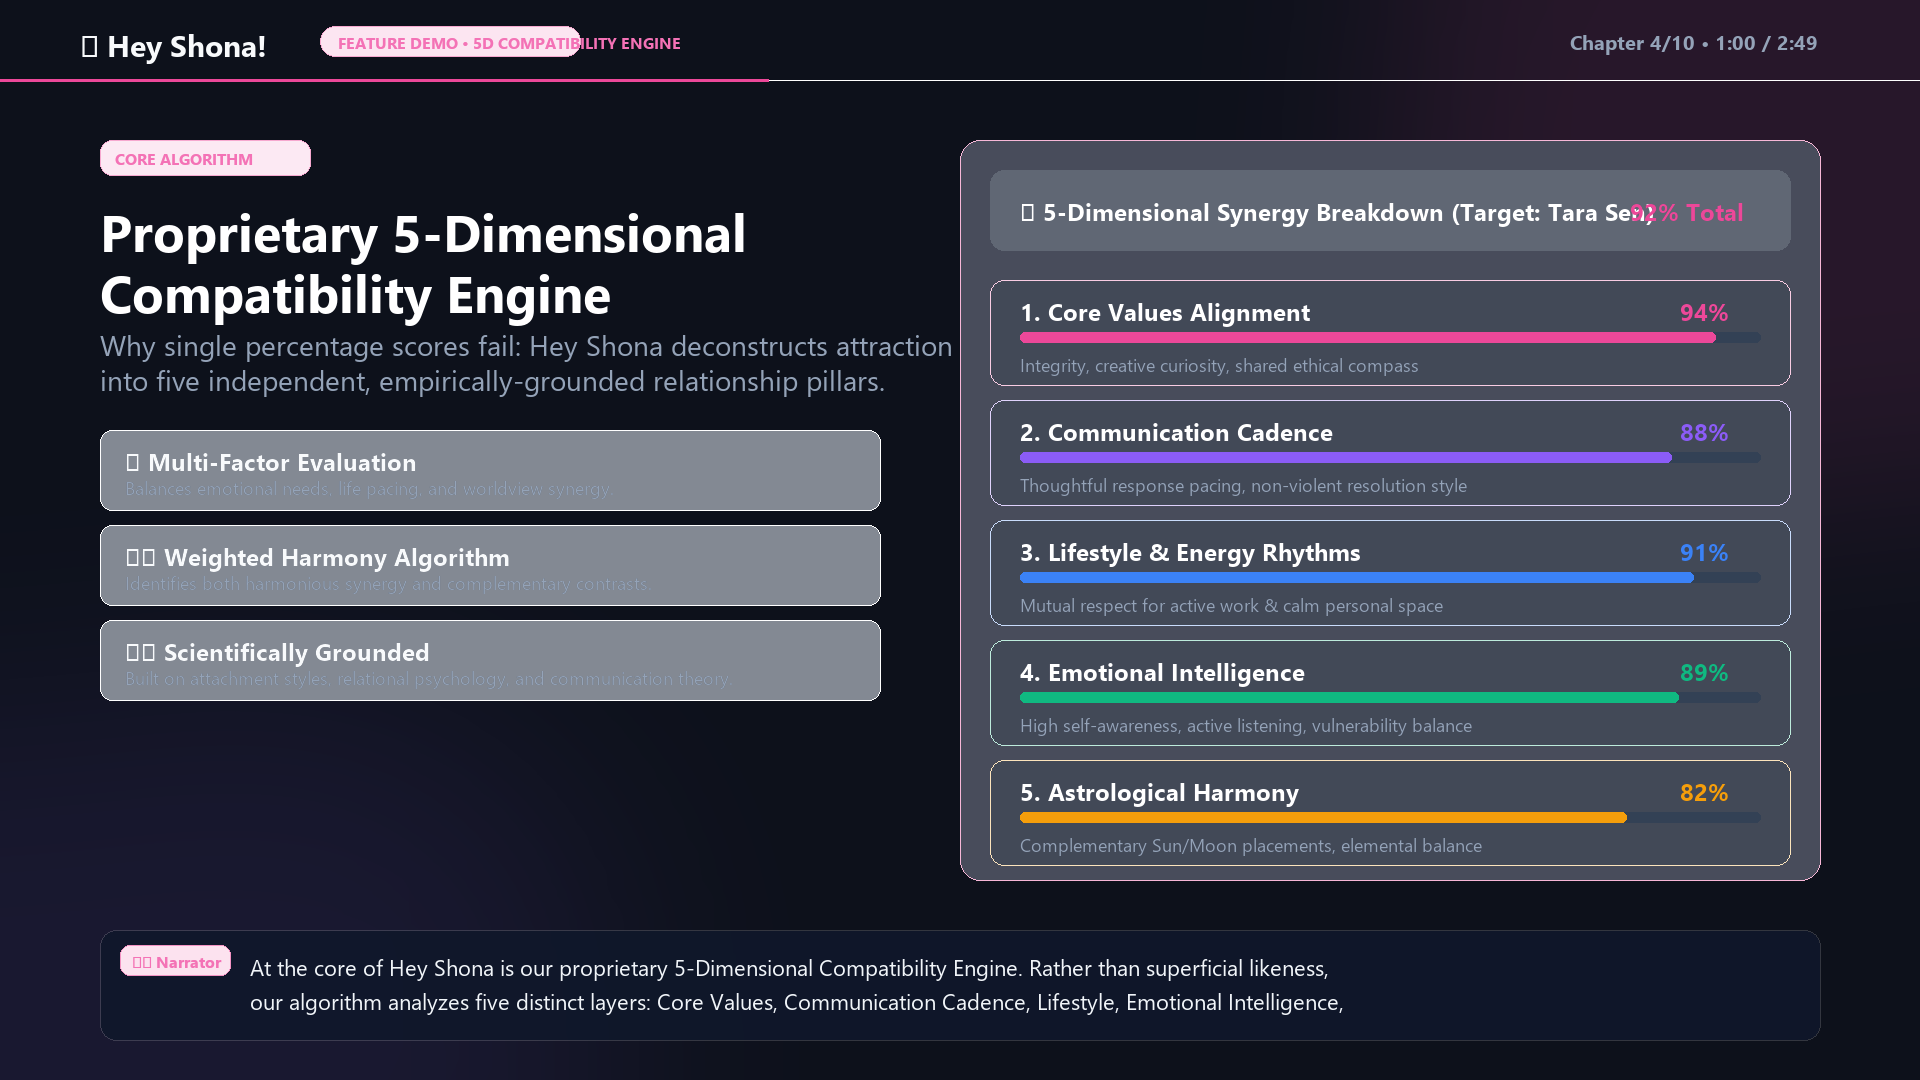 Hey Shona!
FEATURE DEMO • 5D COMPATIBILITY ENGINE
Chapter 4/10 • 1:00 / 2:49
CORE ALGORITHM
Proprietary 5-Dimensional
Compatibility Engine
Why single percentage scores fail: Hey Shona deconstructs attraction
into five independent, empirically-grounded relationship pillars.
Multi-Factor Evaluation
Balances emotional needs, life pacing, and worldview synergy.
Weighted Harmony Algorithm
Identifies both harmonious synergy and complementary contrasts.
Scientifically Grounded
Built on attachment styles, relational psychology, and communication theory.
5-Dimensional Synergy Breakdown (Target: Tara Sen) 92% Total
1. Core Values Alignment 94%
Integrity, creative curiosity, shared ethical compass
2. Communication Cadence 88%
Thoughtful response pacing, non-violent resolution style
3. Lifestyle & Energy Rhythms 91%
Mutual respect for active work & calm personal space
4. Emotional Intelligence 89%
High self-awareness, active listening, vulnerability balance
5. Astrological Harmony 82%
Complementary Sun/Moon placements, elemental balance
Narrator
At the core of Hey Shona is our proprietary 5-Dimensional Compatibility Engine. Rather than superficial likeness,
our algorithm analyzes five distinct layers: Core Values, Communication Cadence, Lifestyle, Emotional Intelligence,